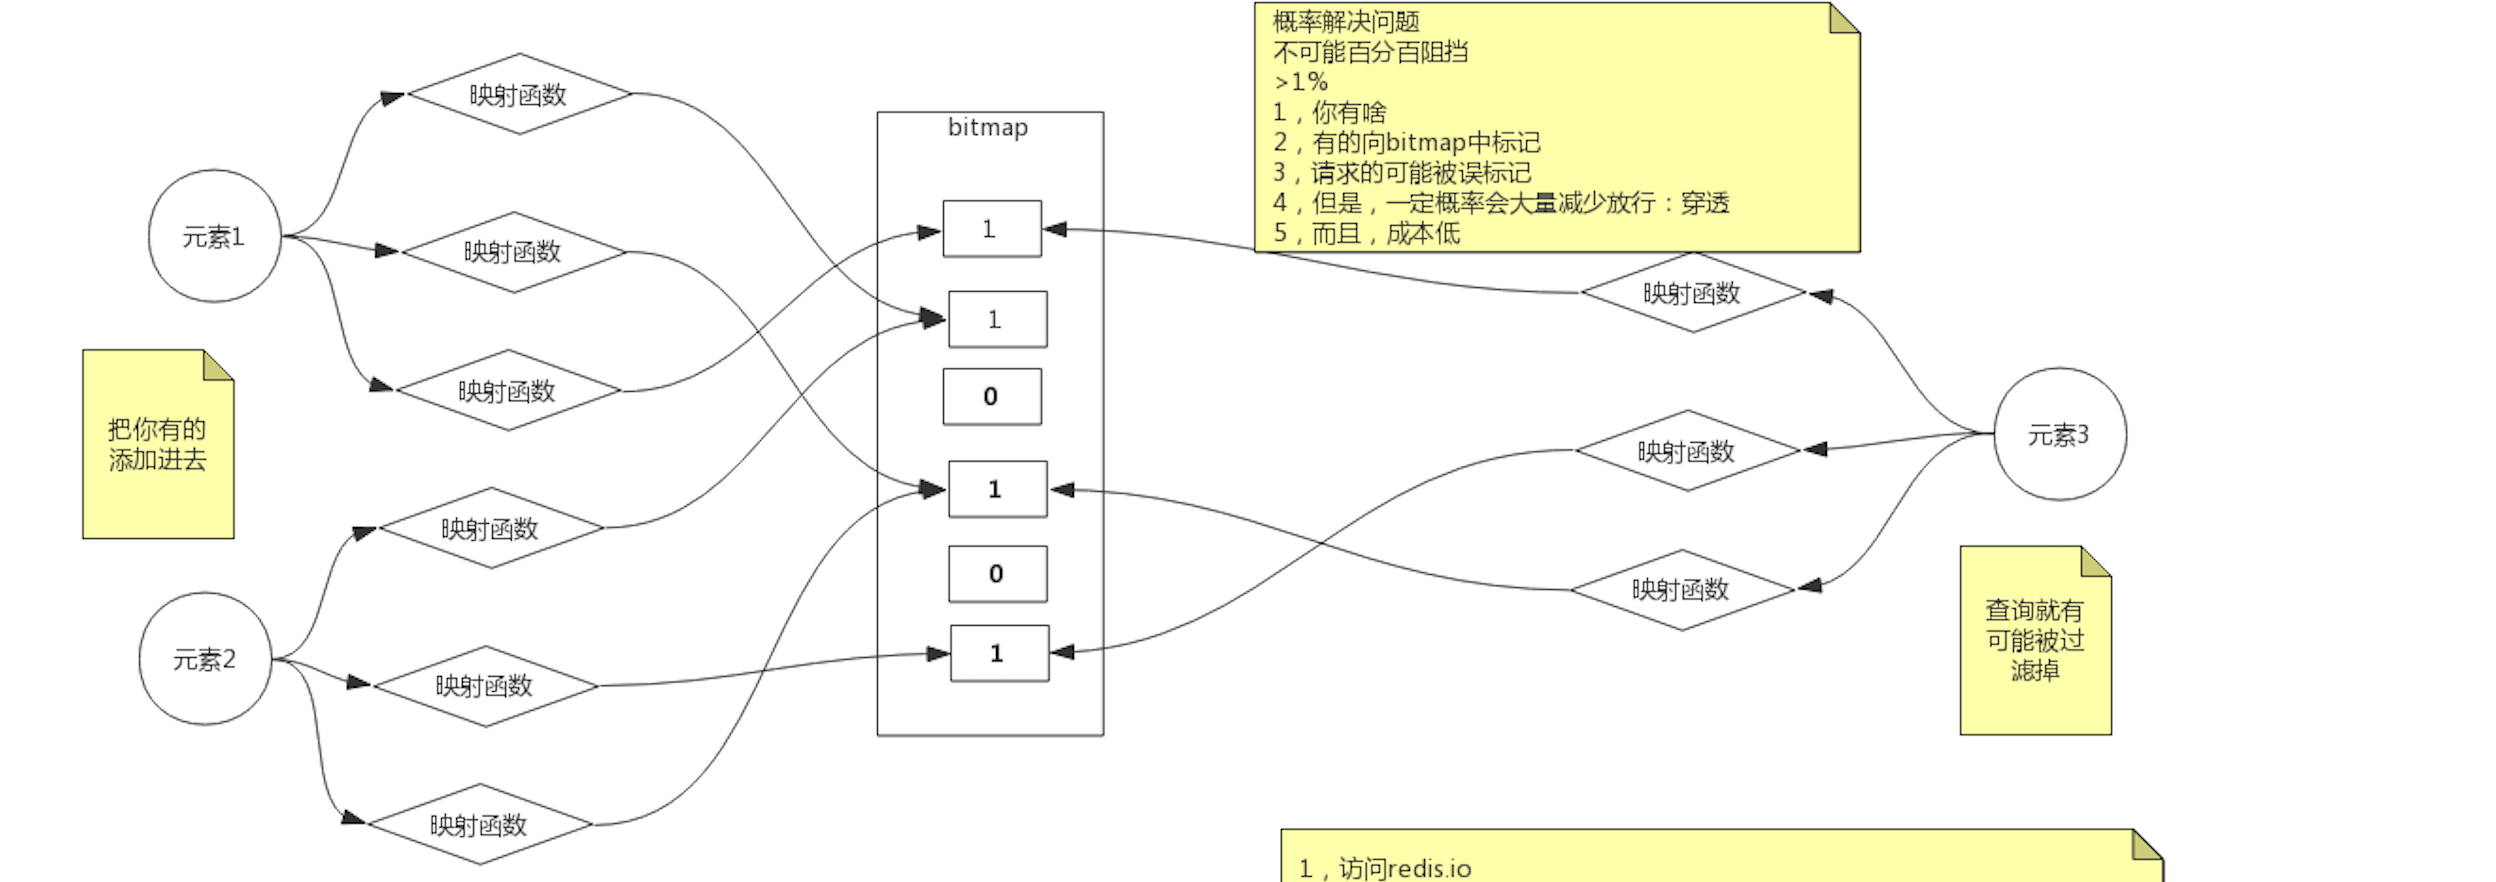 概率解决问题
不可能百分百阻挡
>1%
1，你有啥
2，有的向bitmap中标记
3，请求的可能被误标记
4，但是，一定概率会大量减少放行：穿透
5，而且，成本低
映射函数
bitmap
元素1
映射函数
1
映射函数
1
映射函数
0
把你有的
添加进去
元素3
映射函数
1
映射函数
0
映射函数
查询就有
可能被过
滤掉
元素2
1
映射函数
映射函数
1，访问redis.io